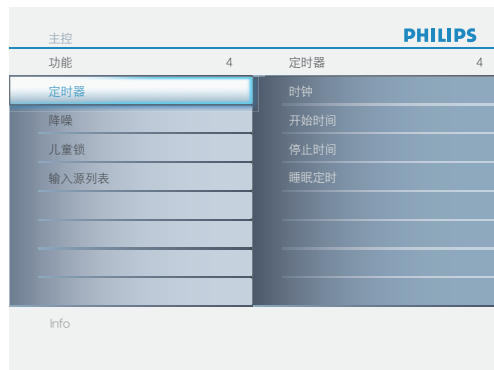 主控
PHILIPS
功能 4
定时器 4
定时器
降噪
儿童锁
输入源列表
时钟
开始时间
停止时间
睡眠定时
Info